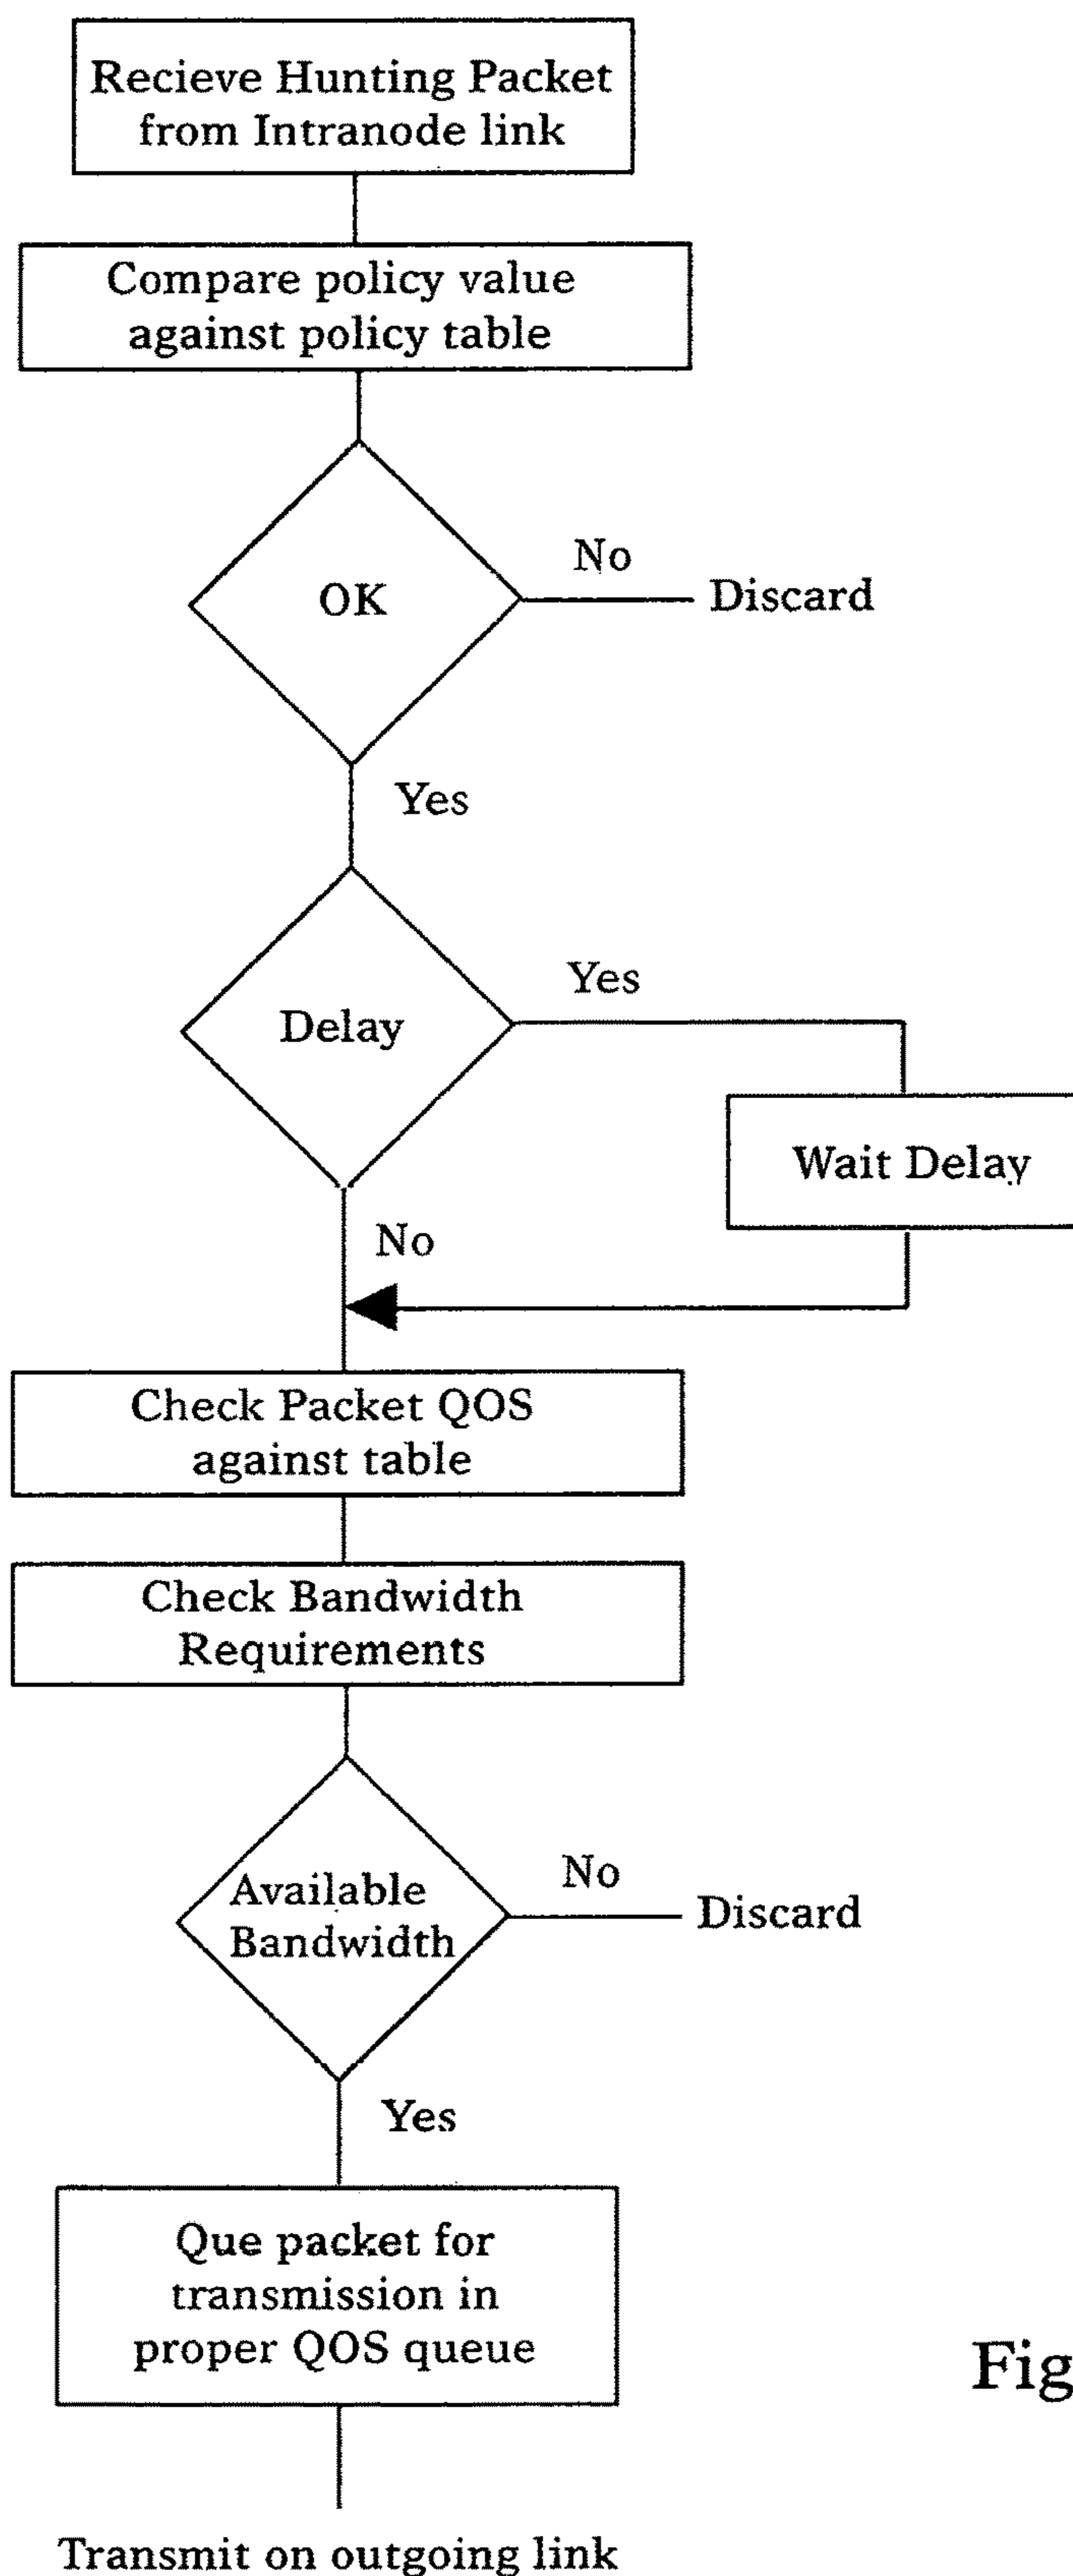 Recieve Hunting Packet
from Intranode link
Compare policy value
against policy table
OK
No
Discard
Yes
Delay
Yes
Wait Delay
No
Check Packet QOS
against table
Check Bandwidth
Requirements
Available
Bandwidth
No
Discard
Yes
Que packet for
transmission in
proper QOS queue
Fig
Transmit on outgoing link